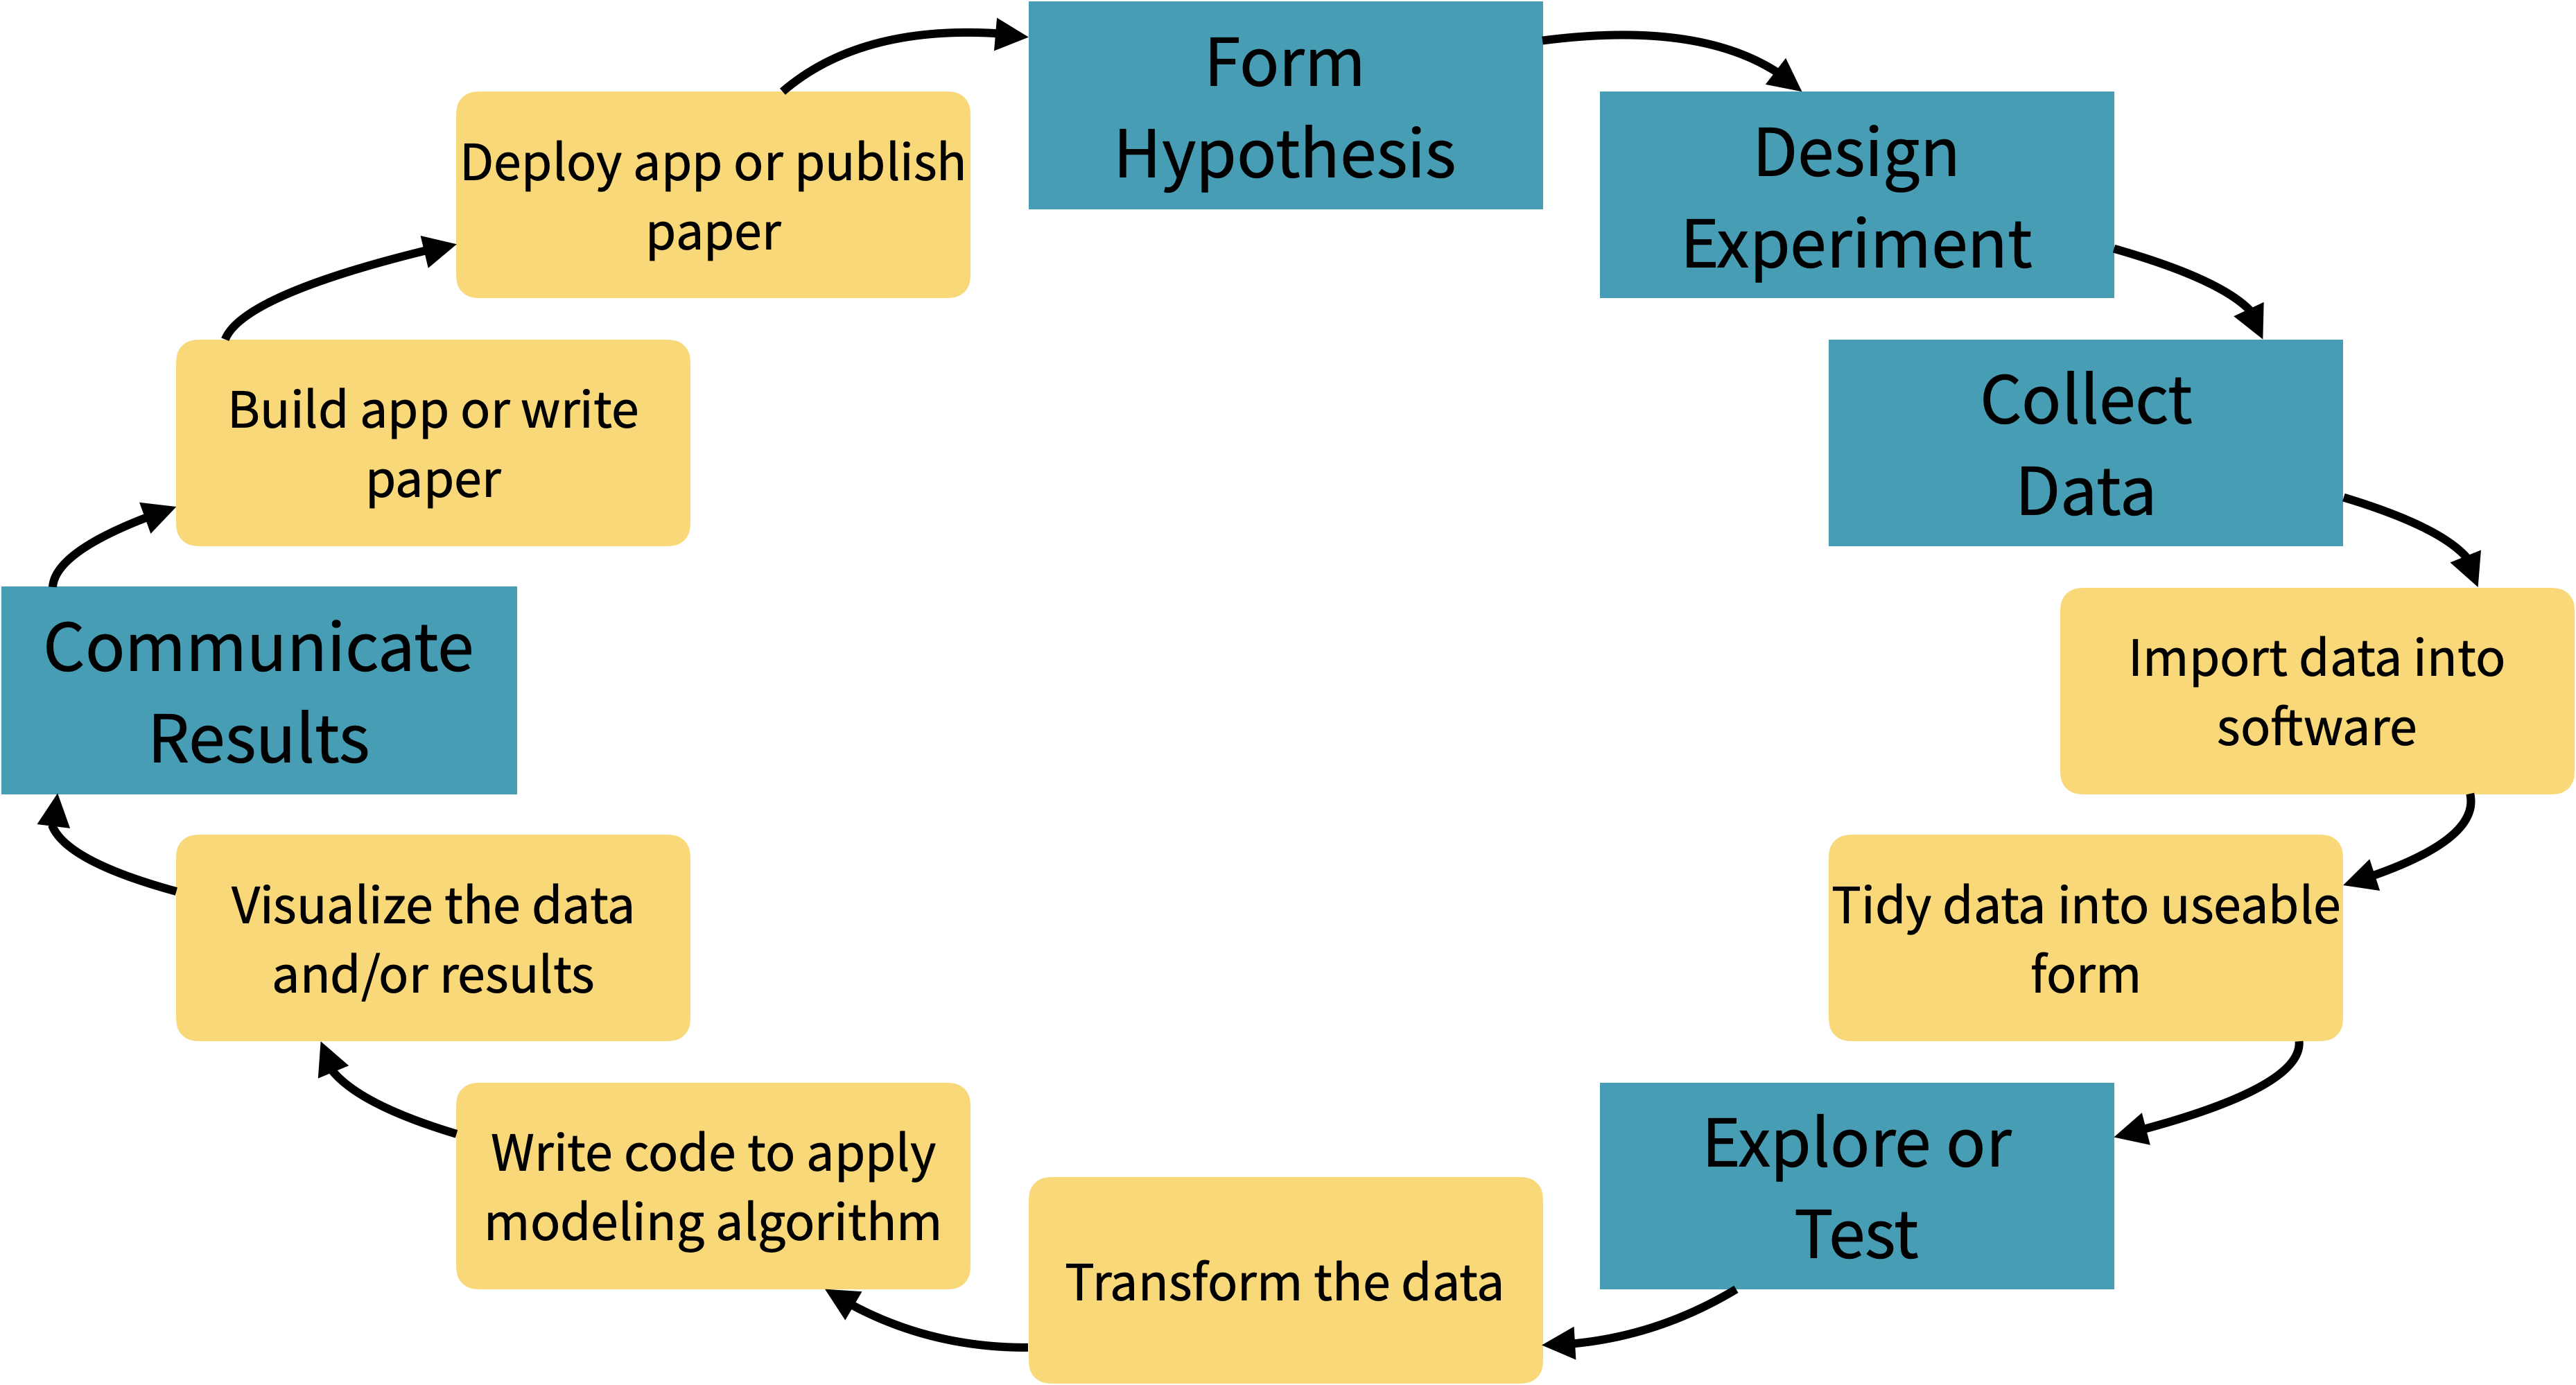 Form
Hypothesis
Design
Experiment
Collect
Data
Import data into
software
Tidy data into useable
form
Explore or
Test
Transform the data
Write code to apply
modeling algorithm
Visualize the data
and/or results
Communicate
Results
Build app or write
paper
Deploy app or publish
paper